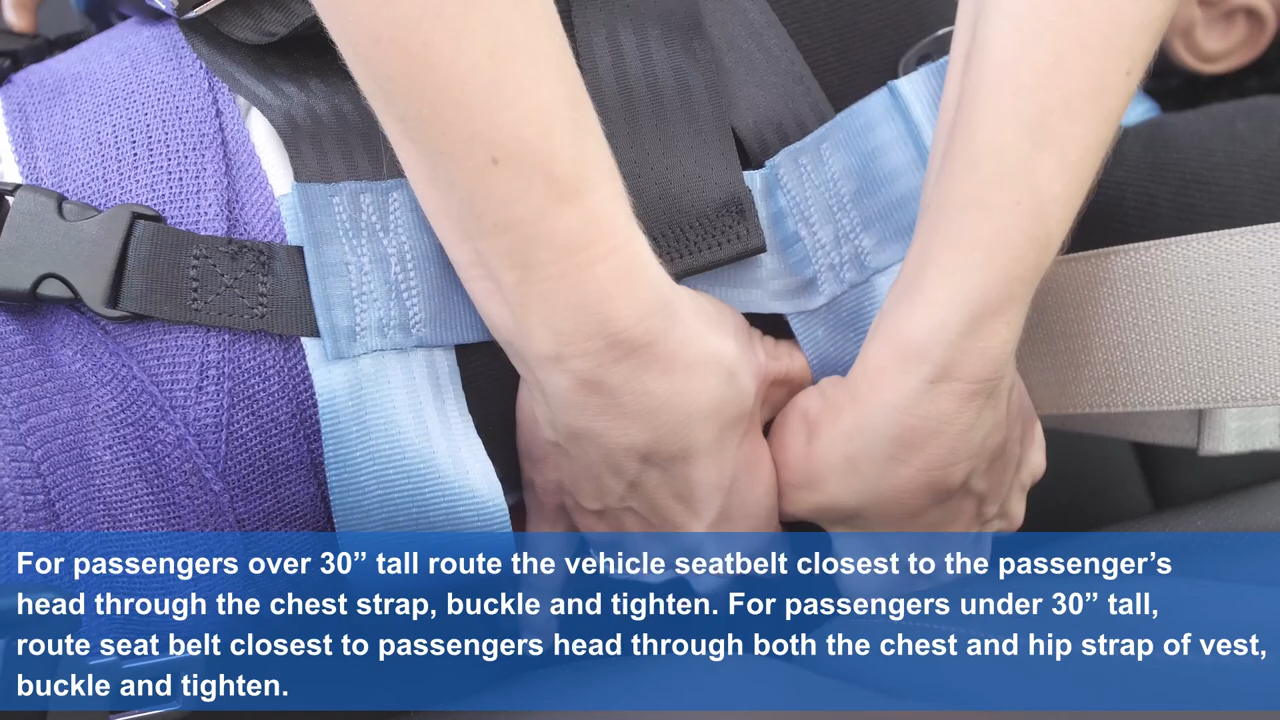 For passengers over 30” tall route the vehicle seatbelt closest to the passenger’s
head through the chest strap, buckle and tighten. For passengers under 30” tall,
route seat belt closest to passengers head through both the chest and hip strap of vest,
buckle and tighten.